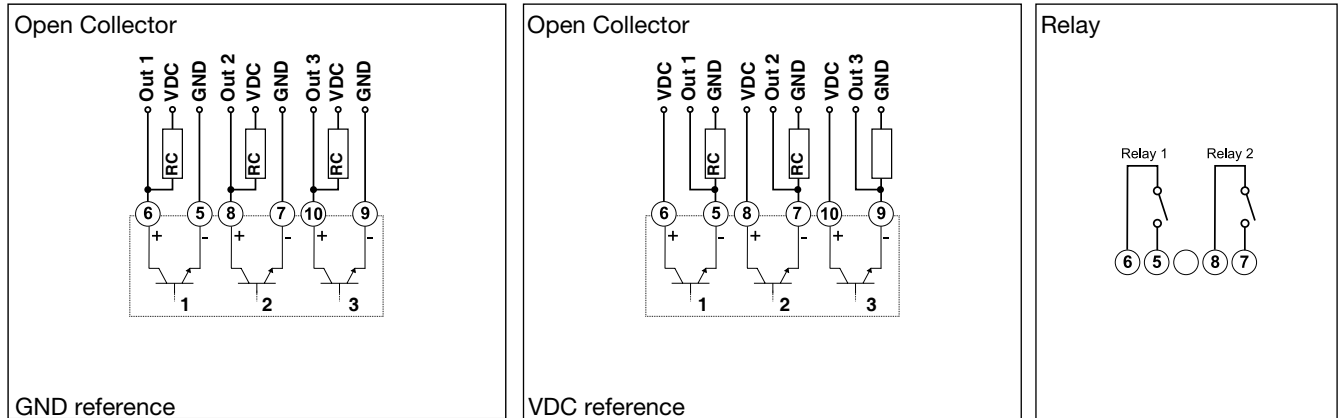 Open Collector
Out 1 VDC GND Out 2 VDC GND Out 3 VDC GND
RC RC RC
6 5 8 7 10 9
+ - + - + -
1 2 3
GND reference
Open Collector
VDC Out 1 GND VDC Out 2 GND VDC Out 3 GND
RC RC
6 5 8 7 10 9
+ - + - + -
1 2 3
VDC reference
Relay
Relay 1 Relay 2
6 5 8 7